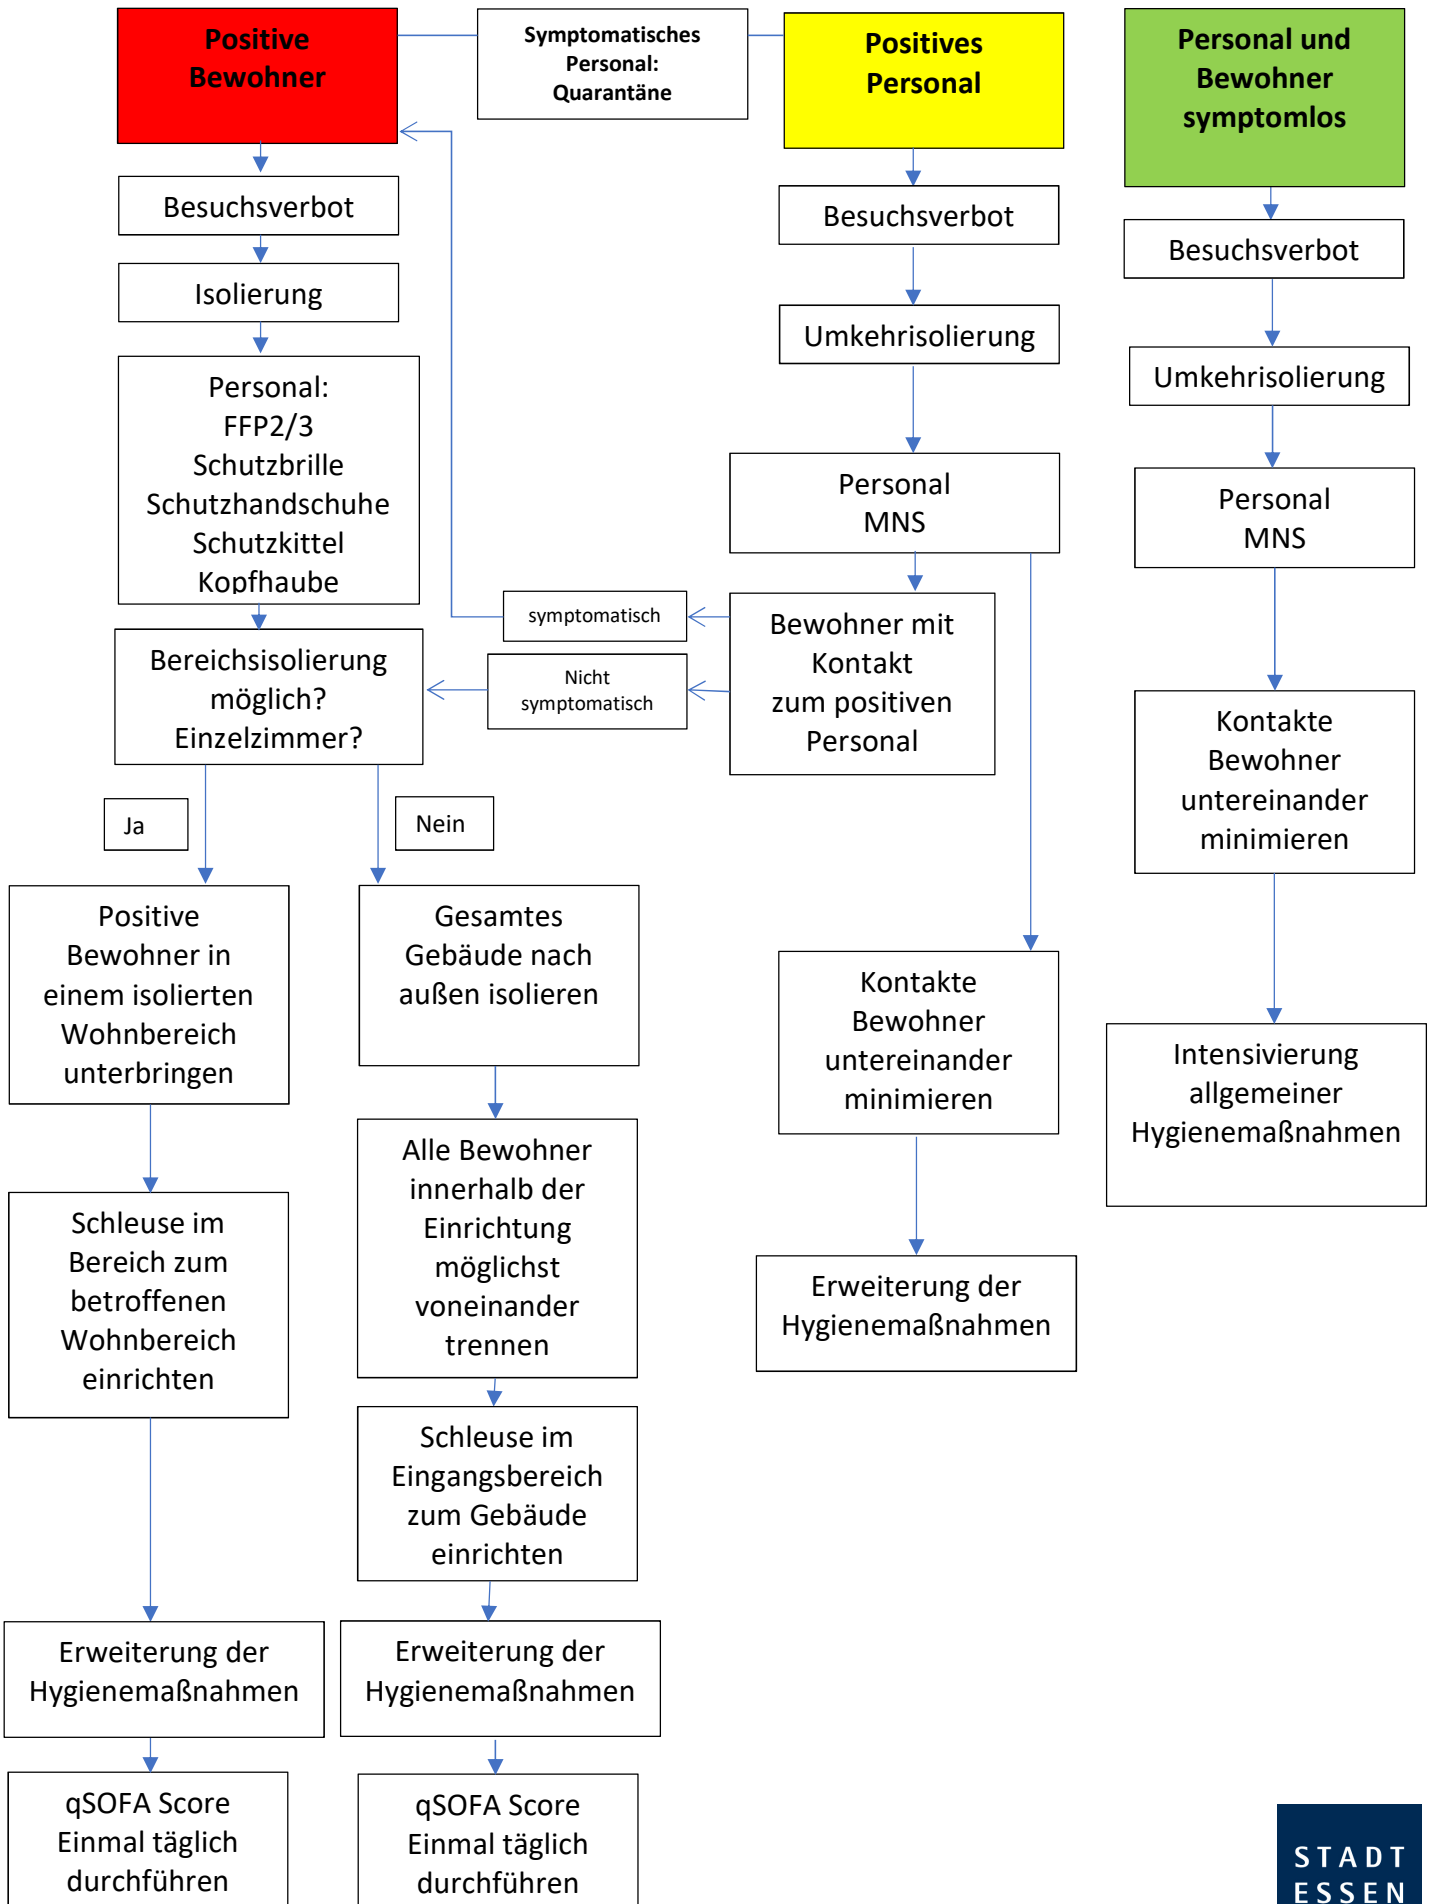 Positive
Bewohner
Symptomatisches
Personal:
Quarantäne
Positives
Personal
Personal und
Bewohner
symptomlos
Besuchsverbot
Isolierung
Personal:
FFP2/3
Schutzbrille
Schutzhandschuhe
Schutzkittel
Kopfhaube
Bereichsisolierung
möglich?
Einzelzimmer?
Ja
Nein
Positive
Bewohner in
einem isolierten
Wohnbereich
unterbringen
Schleuse im
Bereich zum
betroffenen
Wohnbereich
einrichten
Erweiterung der
Hygienemaßnahmen
qSOFA Score
Einmal täglich
durchführen
Gesamtes
Gebäude nach
außen isolieren
Alle Bewohner
innerhalb der
Einrichtung
möglichst
voneinander
trennen
Schleuse im
Eingangsbereich
zum Gebäude
einrichten
Erweiterung der
Hygienemaßnahmen
qSOFA Score
Einmal täglich
durchführen
Besuchsverbot
Umkehrisolierung
Personal
MNS
Bewohner mit
Kontakt
zum positiven
Personal
symptomatisch
Nicht
symptomatisch
Kontakte
Bewohner
untereinander
minimieren
Erweiterung der
Hygienemaßnahmen
Besuchsverbot
Umkehrisolierung
Personal
MNS
Kontakte
Bewohner
untereinander
minimieren
Intensivierung
allgemeiner
Hygienemaßnahmen
STADT
ESSEN